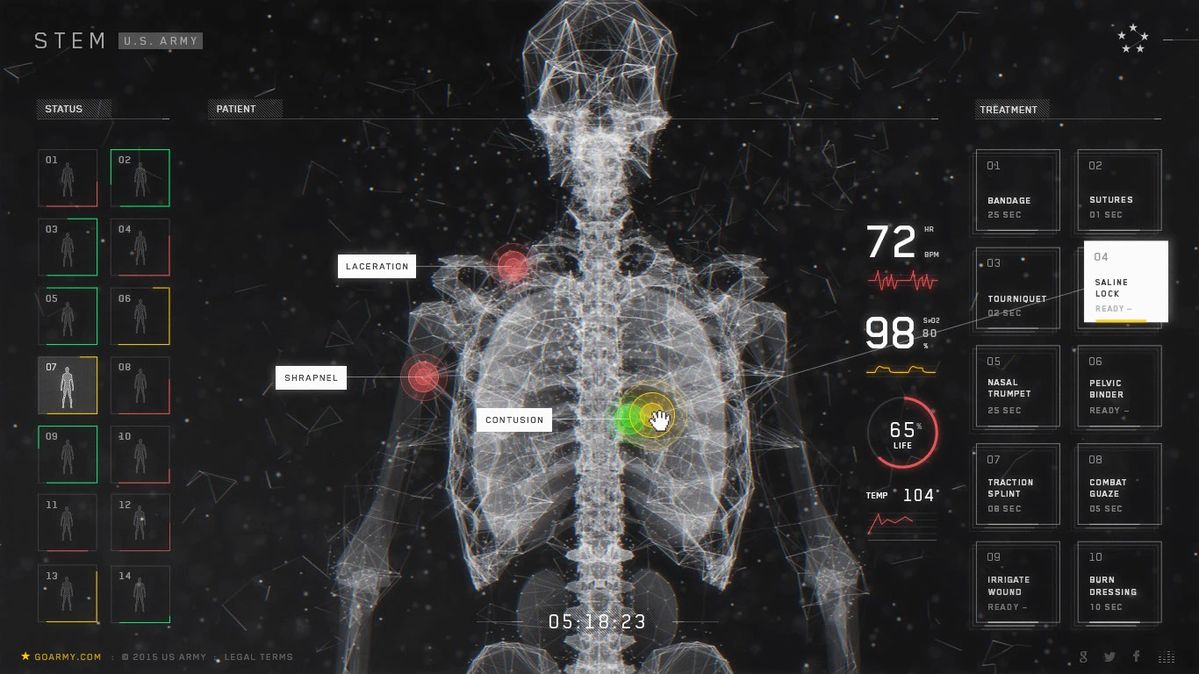 STEM U.S. ARMY
STATUS
PATIENT
TREATMENT
01
02
03
04
05
06
07
08
09
10
11
12
13
14
LACERATION
SHRAPNEL
CONTUSION
72 HR
BPM
98 SpO2
80
%
65%
LIFE
TEMP 104°
05:18:23
01
BANDAGE
25 SEC
02
SUTURES
01 SEC
03
TOURNIQUET
02 SEC
04
SALINE
LOCK
READY –
05
NASAL
TRUMPET
25 SEC
06
PELVIC
BINDER
READY –
07
TRACTION
SPLINT
08 SEC
08
COMBAT
GUAZE
05 SEC
09
IRRIGATE
WOUND
READY –
10
BURN
DRESSING
10 SEC
GOARMY.COM : © 2015 US ARMY : LEGAL TERMS